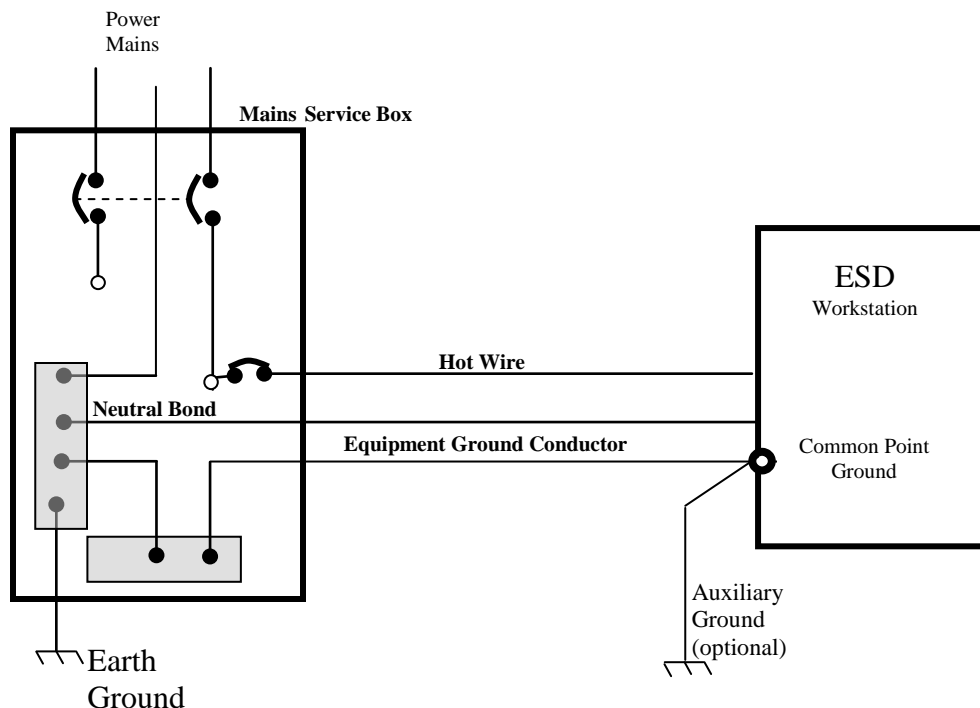 Power
Mains
Mains Service Box
ESD
Workstation
Hot Wire
Neutral Bond
Equipment Ground Conductor
Common Point
Ground
Auxiliary
Ground
(optional)
Earth
Ground